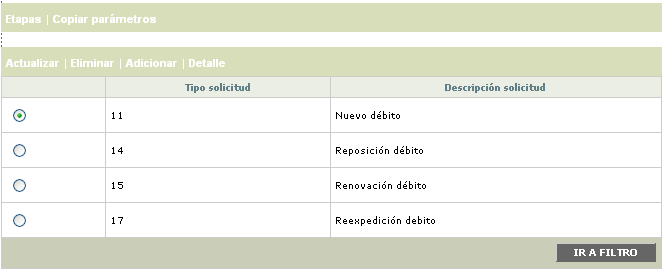 Etapas | Copiar parámetros
Actualizar | Eliminar | Adicionar | Detalle
Tipo solicitud Descripción solicitud
11 Nuevo débito
14 Reposición débito
15 Renovación débito
17 Reexpedición debito
IR A FILTRO